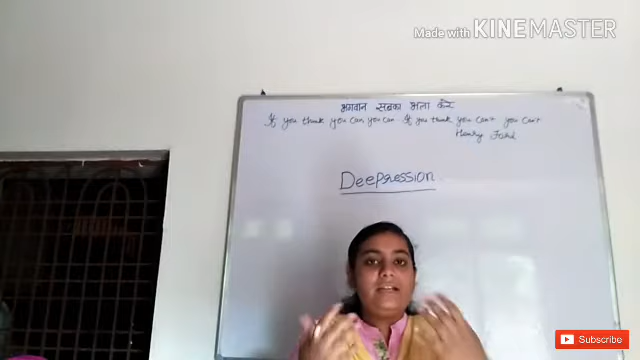 Made with KINEMASTER
भगवान सबका भला करे
If you think you can you can If you think you can't you can't
Henry Ford
Deepression
Subscribe